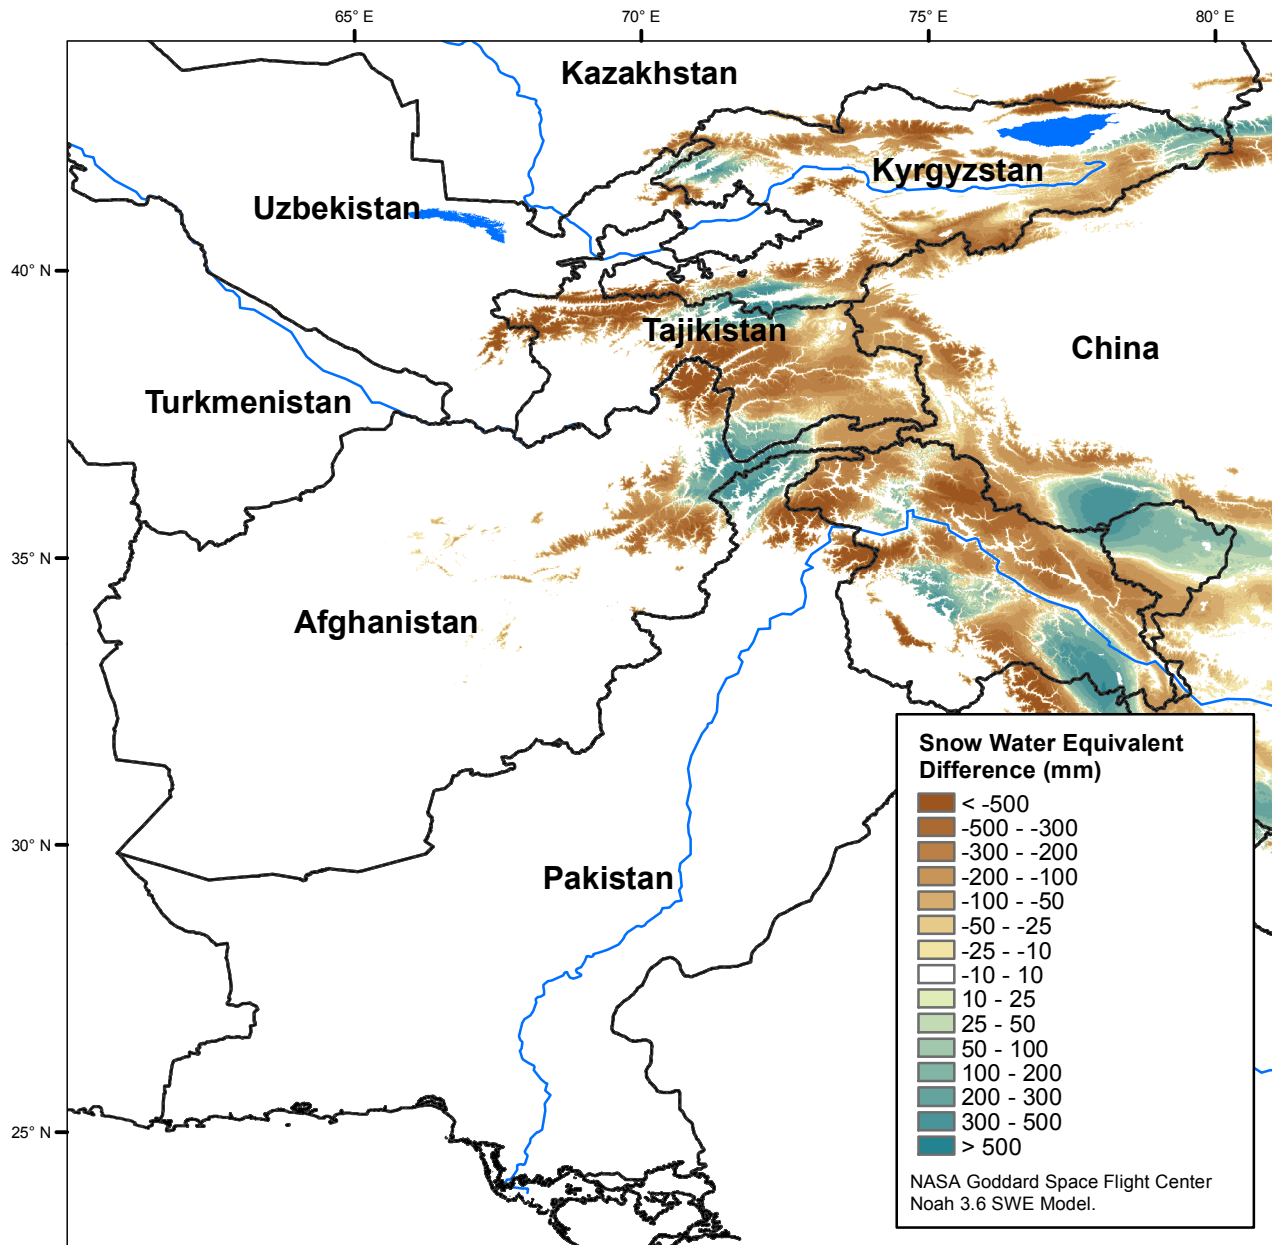 65° E
70° E
75° E
80° E
Kazakhstan
Kyrgyzstan
Uzbekistan
40° N
Tajikistan
China
Turkmenistan
35° N
Afghanistan
30° N
Pakistan
25° N
Snow Water Equivalent
Difference (mm)
< -500
-500 - -300
-300 - -200
-200 - -100
-100 - -50
-50 - -25
-25 - -10
-10 - 10
10 - 25
25 - 50
50 - 100
100 - 200
200 - 300
300 - 500
> 500
NASA Goddard Space Flight Center
Noah 3.6 SWE Model.